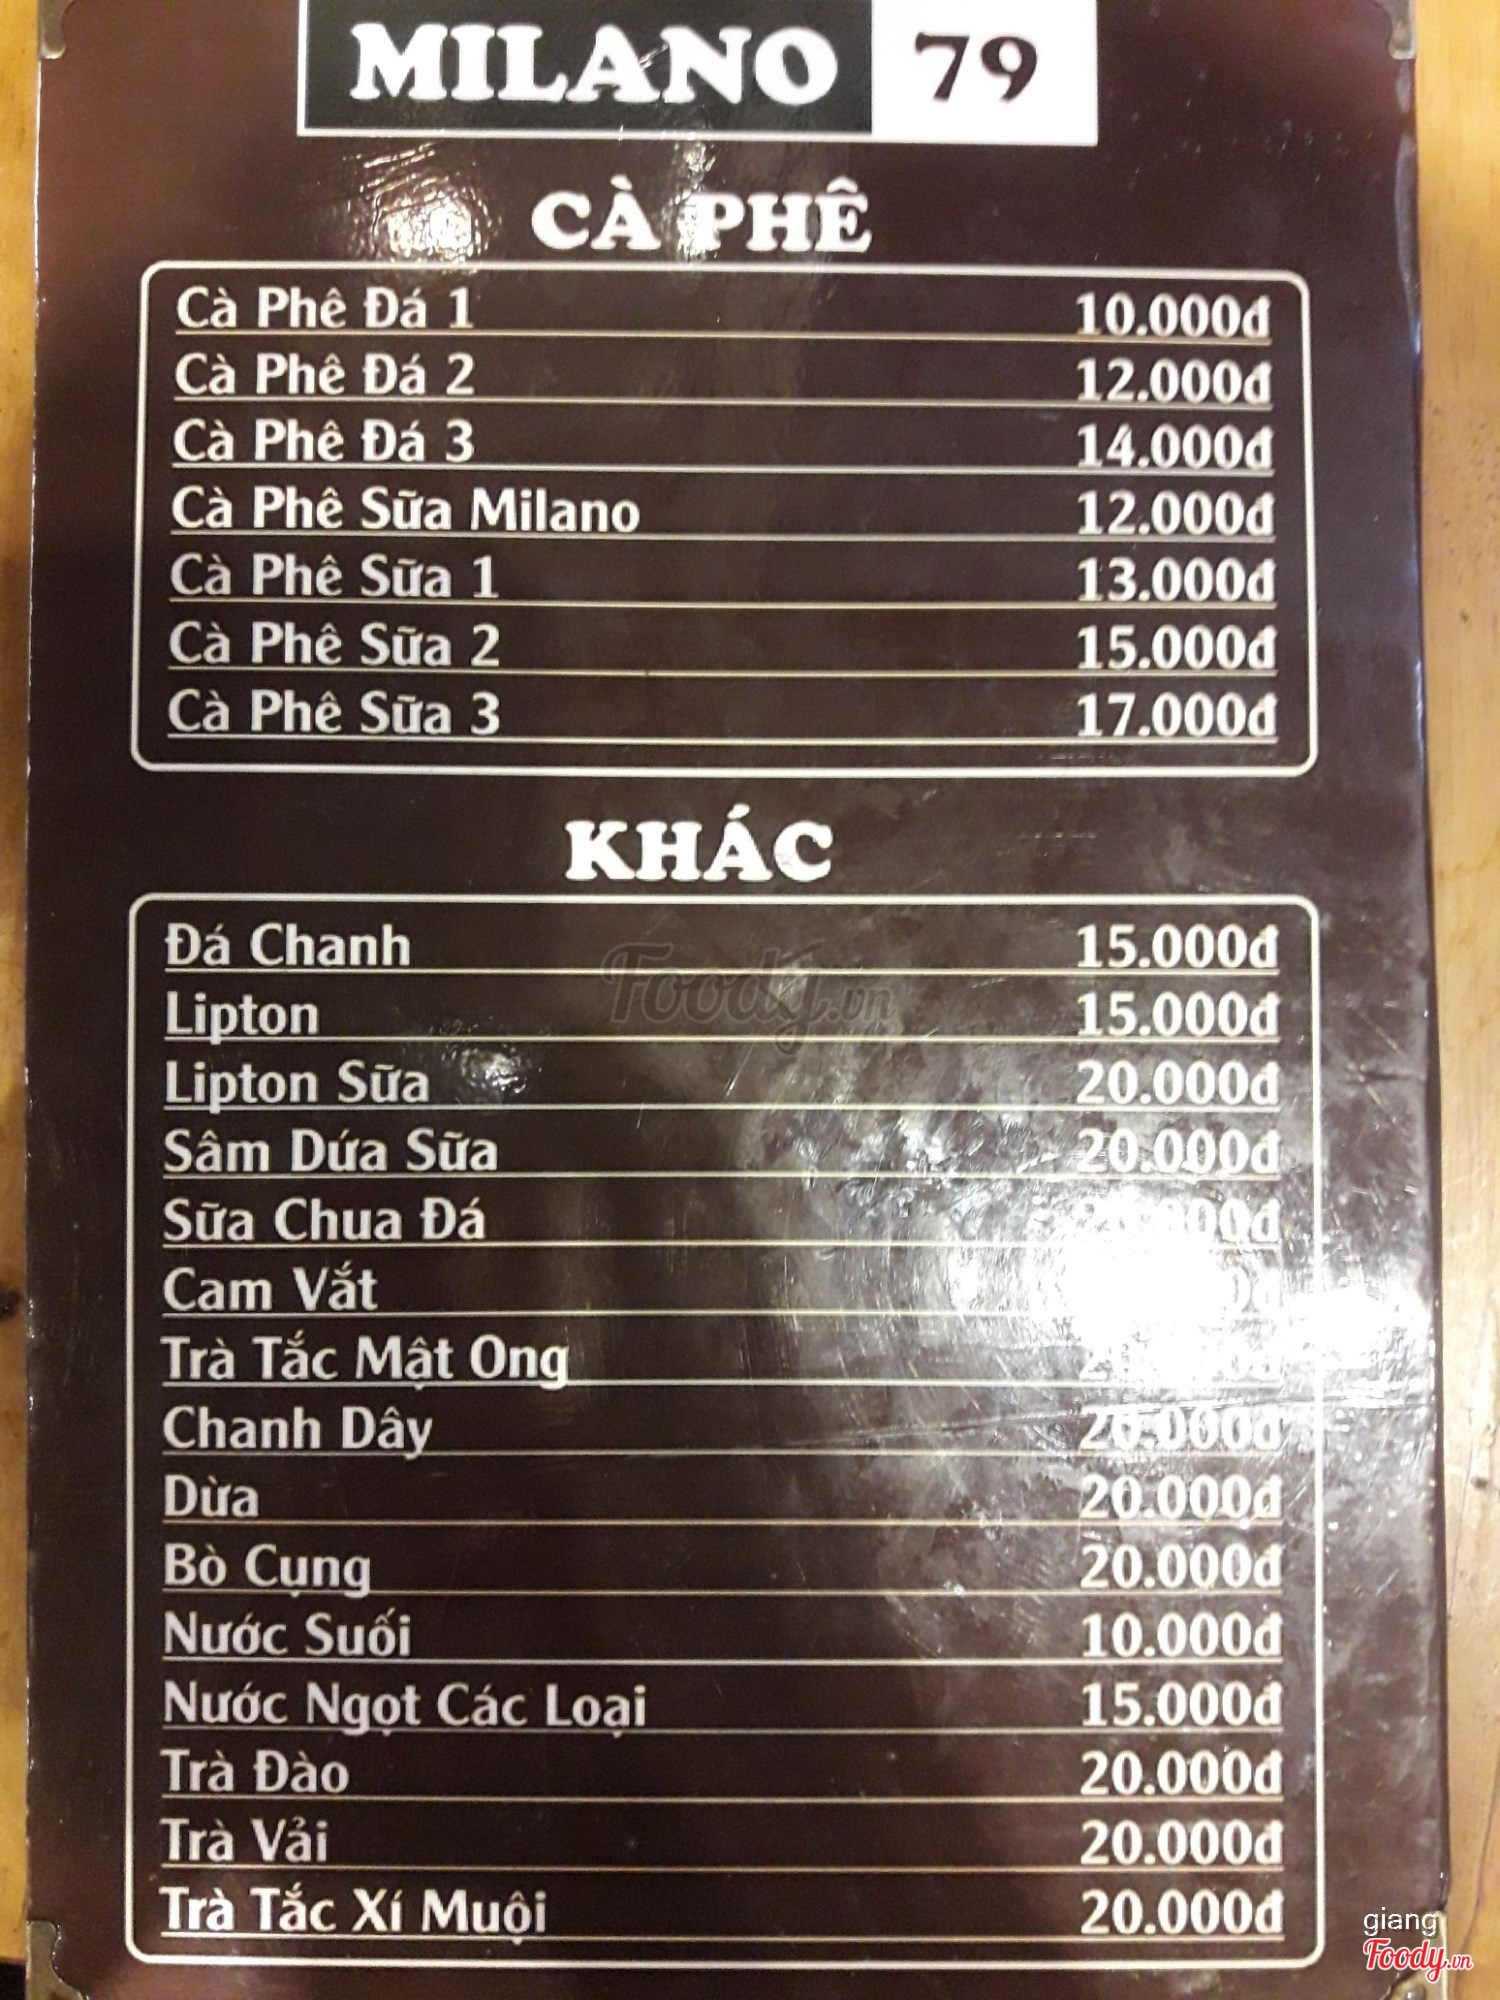 MILANO 79
CÀ PHÊ
Cà Phê Đá 1 10.000đ
Cà Phê Đá 2 12.000đ
Cà Phê Đá 3 14.000đ
Cà Phê Sữa Milano 12.000đ
Cà Phê Sữa 1 13.000đ
Cà Phê Sữa 2 15.000đ
Cà Phê Sữa 3 17.000đ
KHÁC
Đá Chanh 15.000đ
Lipton 15.000đ
Lipton Sữa 20.000đ
Sâm Dứa Sữa 20.000đ
Sữa Chua Đá
Cam Vắt
Trà Tắc Mật Ong
Chanh Dây 20.000đ
Dừa 20.000đ
Bò Cụng 20.000đ
Nước Suối 10.000đ
Nước Ngọt Các Loại 15.000đ
Trà Đào 20.000đ
Trà Vải 20.000đ
Trà Tắc Xí Muội 20.000đ
Foody.vn
giang
Foody.vn